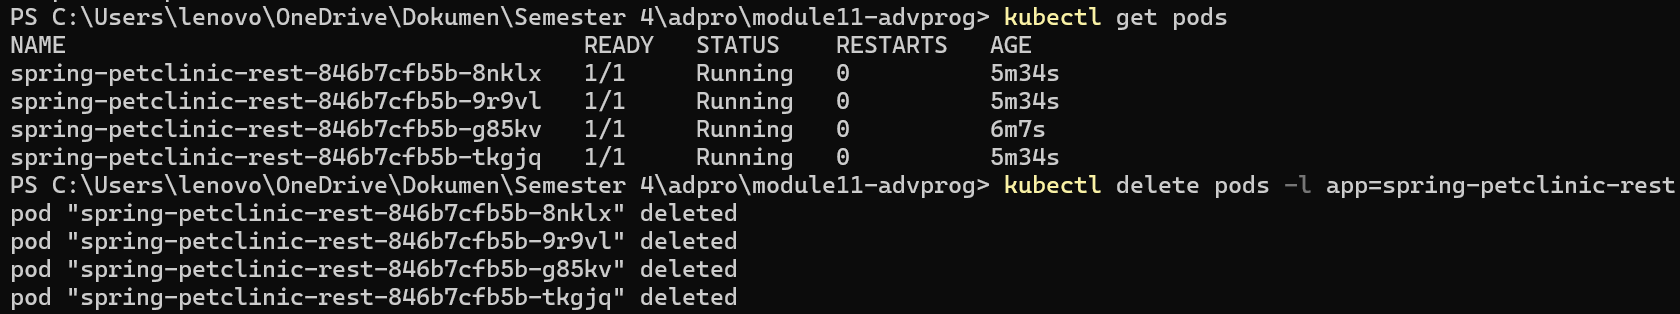 PS C:\Users\lenovo\OneDrive\Dokumen\Semester 4\adpro\module11-advprog> kubectl get pods
NAME                                     READY   STATUS    RESTARTS   AGE
spring-petclinic-rest-846b7cfb5b-8nklx   1/1     Running   0          5m34s
spring-petclinic-rest-846b7cfb5b-9r9vl   1/1     Running   0          5m34s
spring-petclinic-rest-846b7cfb5b-g85kv   1/1     Running   0          6m7s
spring-petclinic-rest-846b7cfb5b-tkgjq   1/1     Running   0          5m34s
PS C:\Users\lenovo\OneDrive\Dokumen\Semester 4\adpro\module11-advprog> kubectl delete pods -l app=spring-petclinic-rest
pod "spring-petclinic-rest-846b7cfb5b-8nklx" deleted
pod "spring-petclinic-rest-846b7cfb5b-9r9vl" deleted
pod "spring-petclinic-rest-846b7cfb5b-g85kv" deleted
pod "spring-petclinic-rest-846b7cfb5b-tkgjq" deleted